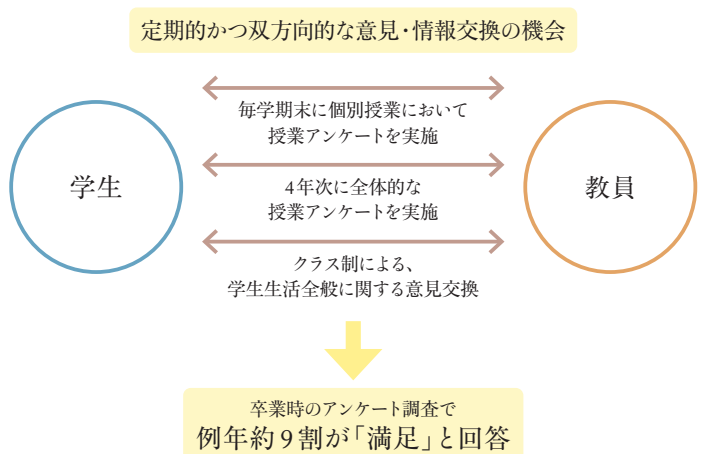 定期的かつ双方向的な意見・情報交換の機会
毎学期末に個別授業において
授業アンケートを実施
学生
教員
4年次に全体的な
授業アンケートを実施
クラス制による、
学生生活全般に関する意見交換
卒業時のアンケート調査で
例年約9割が「満足」と回答